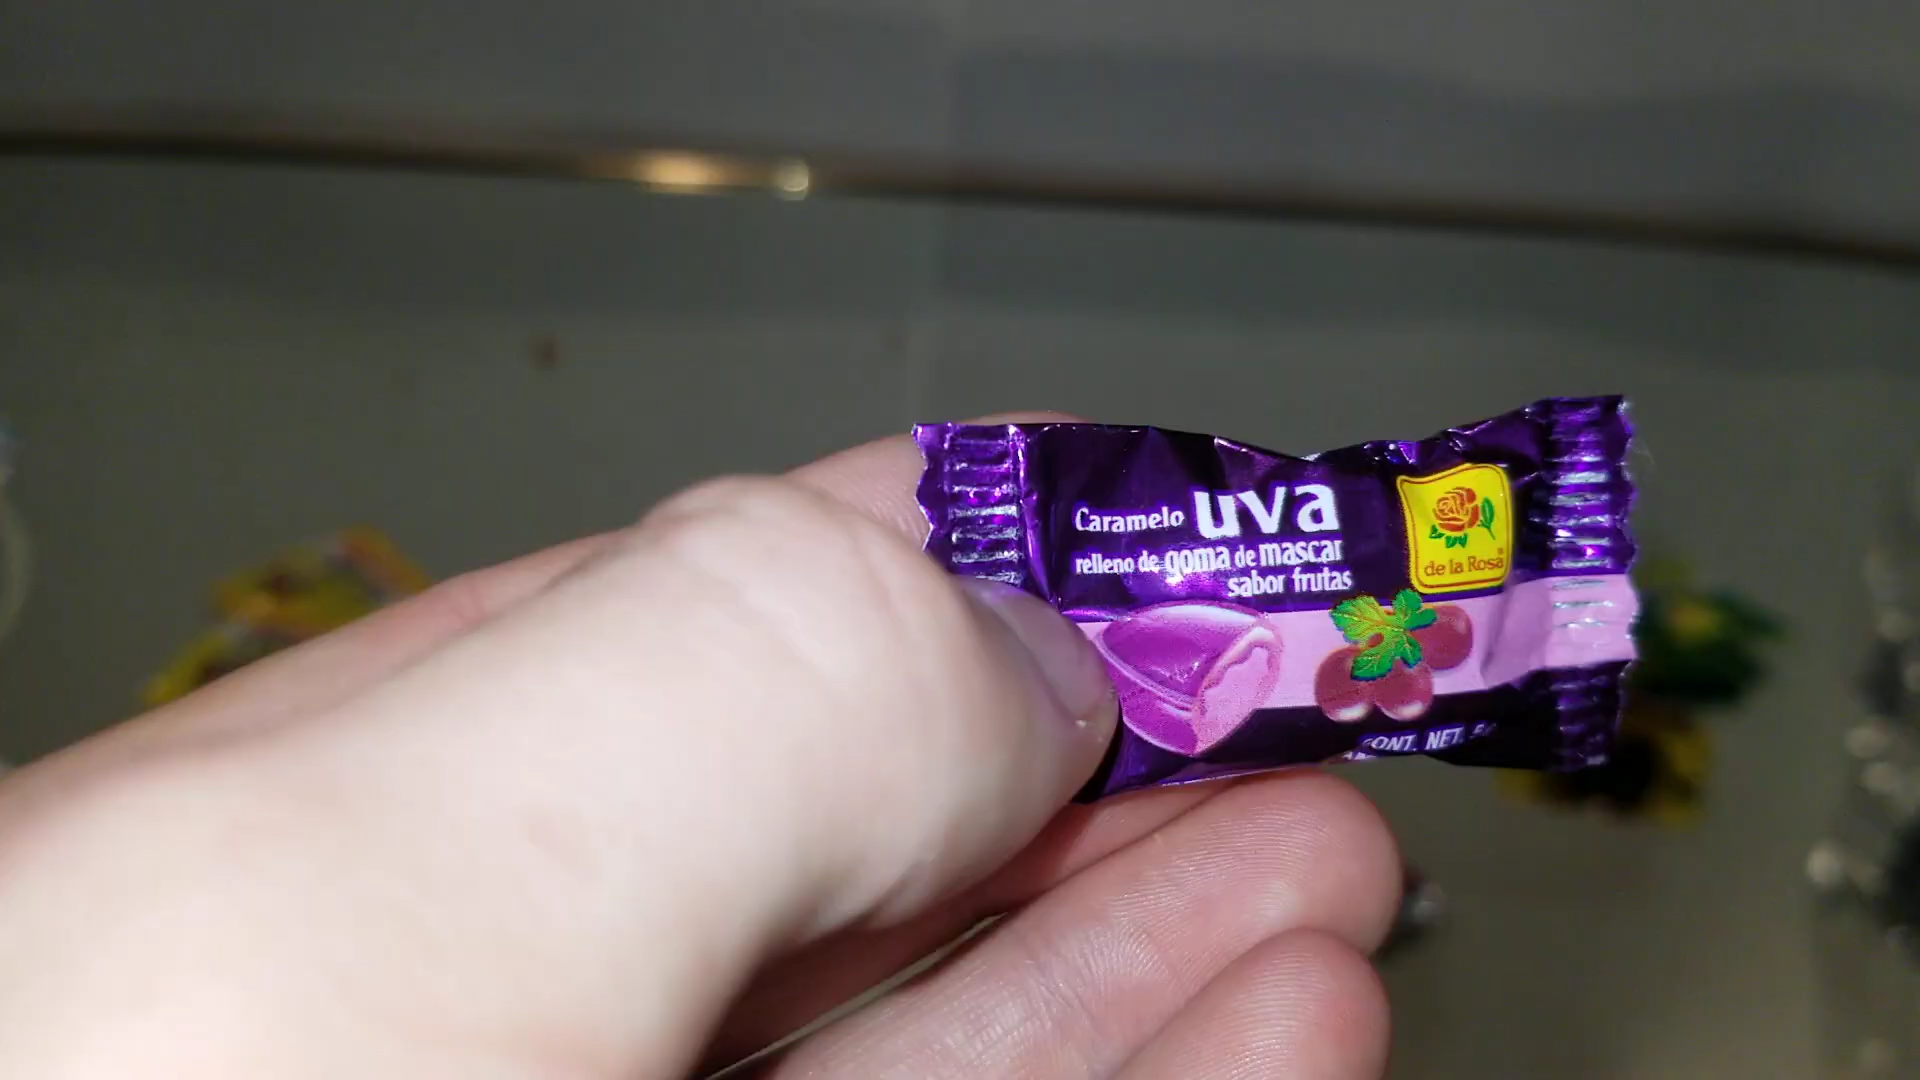 Caramelo uva
relleno de goma de mascar
sabor frutas
de la Rosa®
CONT. NET.